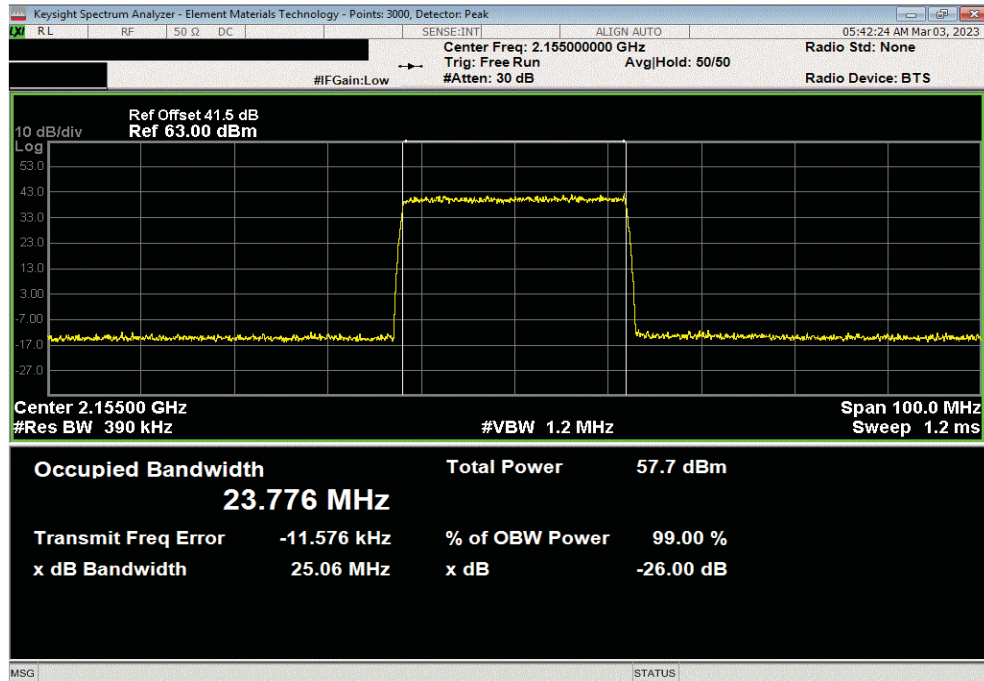 Keysight Spectrum Analyzer - Element Materials Technology - Points: 3000, Detector: Peak
RL RF 50 Ω DC SENSE:INT ALIGN AUTO 05:42:24 AM Mar 03, 2023
Center Freq: 2.155000000 GHz Radio Std: None
Trig: Free Run Avg|Hold: 50/50
#IFGain:Low #Atten: 30 dB Radio Device: BTS
Ref Offset 41.5 dB
10 dB/div Ref 63.00 dBm
Log
53.0
43.0
33.0
23.0
13.0
3.00
-7.00
-17.0
-27.0
Center 2.15500 GHz Span 100.0 MHz
#Res BW 390 kHz #VBW 1.2 MHz Sweep 1.2 ms
Occupied Bandwidth Total Power 57.7 dBm
23.776 MHz
Transmit Freq Error -11.576 kHz % of OBW Power 99.00 %
x dB Bandwidth 25.06 MHz x dB -26.00 dB
MSG STATUS